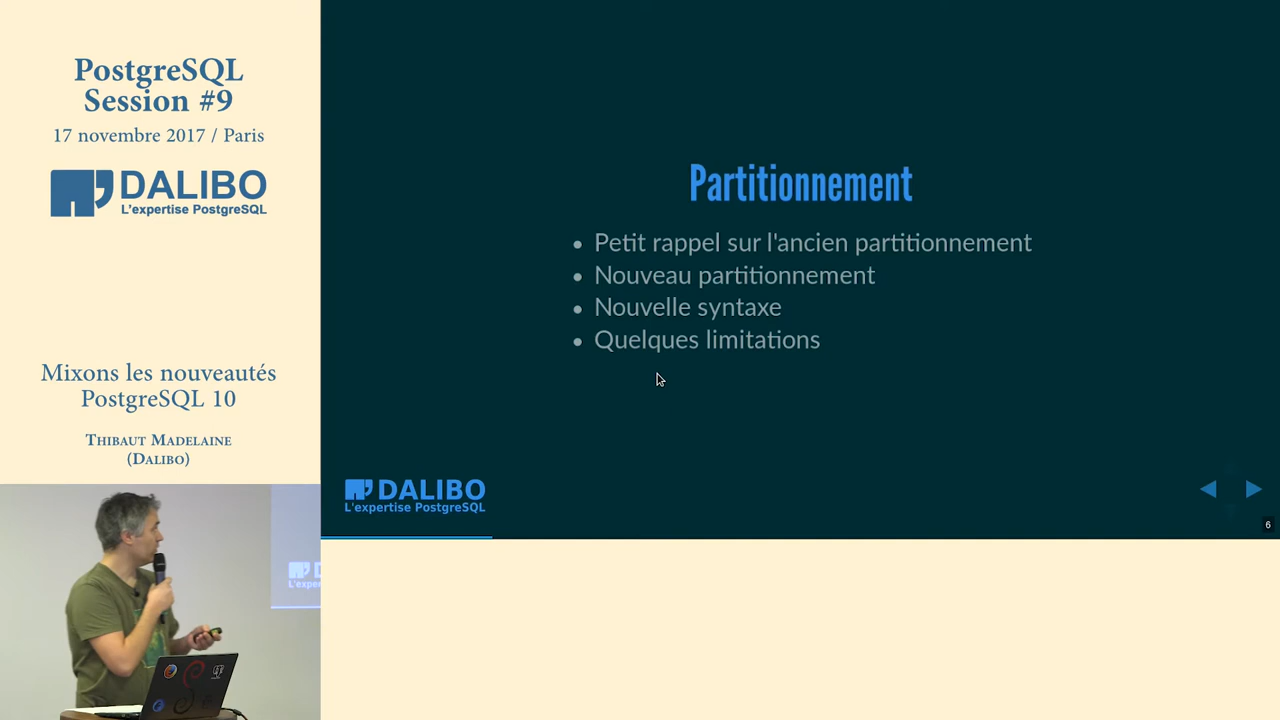 PostgreSQL
Session #9
17 novembre 2017 / Paris
DALIBO
L'expertise PostgreSQL
Mixons les nouveautés
PostgreSQL 10
Thibaut Madelaine
(Dalibo)
Partitionnement
• Petit rappel sur l'ancien partitionnement
• Nouveau partitionnement
• Nouvelle syntaxe
• Quelques limitations
DALIBO
L'expertise PostgreSQL
6